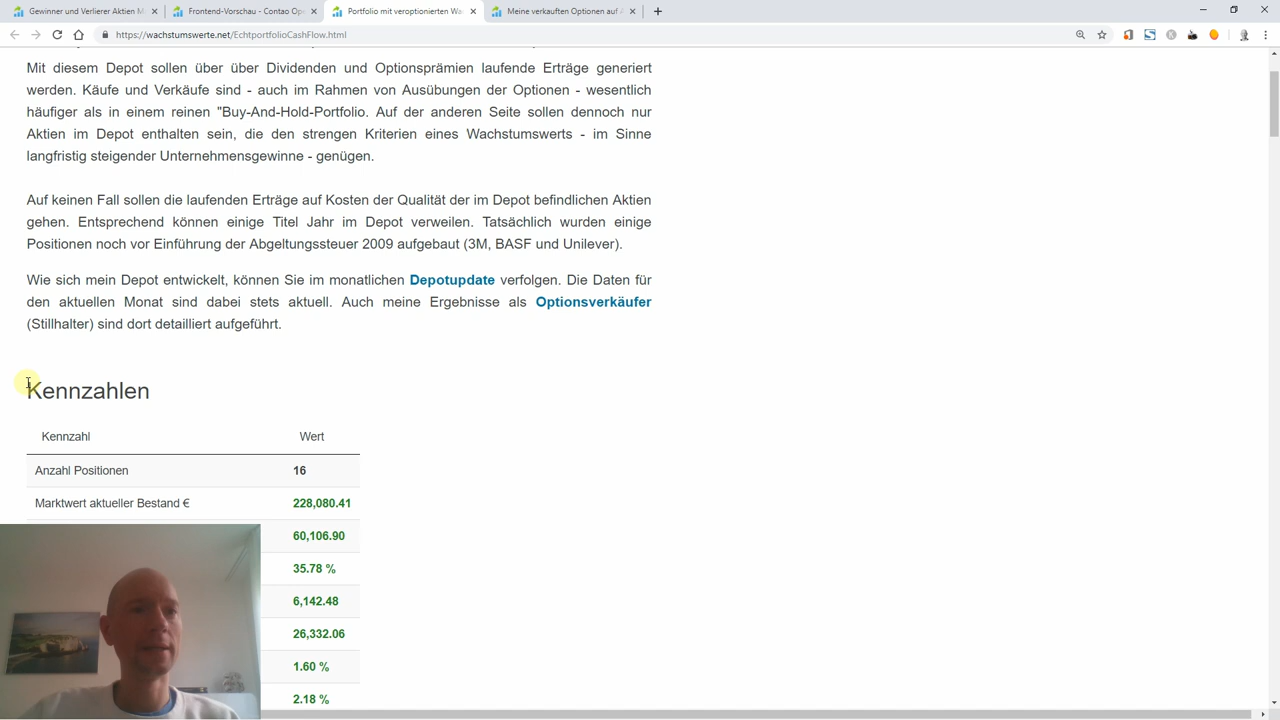 Gewinner und Verlierer Aktien M
Frontend-Vorschau - Contao Ope
Portfolio mit veroptionierten Wa
Meine verkauften Optionen auf A
https://wachstumswerte.net/EchtportfolioCashFlow.html
Mit diesem Depot sollen über über Dividenden und Optionsprämien laufende Erträge generiert
werden. Käufe und Verkäufe sind - auch im Rahmen von Ausübungen der Optionen - wesentlich
häufiger als in einem reinen "Buy-And-Hold-Portfolio. Auf der anderen Seite sollen dennoch nur
Aktien im Depot enthalten sein, die den strengen Kriterien eines Wachstumswerts - im Sinne
langfristig steigender Unternehmensgewinne - genügen.
Auf keinen Fall sollen die laufenden Erträge auf Kosten der Qualität der im Depot befindlichen Aktien
gehen. Entsprechend können einige Titel Jahr im Depot verweilen. Tatsächlich wurden einige
Positionen noch vor Einführung der Abgeltungssteuer 2009 aufgebaut (3M, BASF und Unilever).
Wie sich mein Depot entwickelt, können Sie im monatlichen Depotupdate verfolgen. Die Daten für
den aktuellen Monat sind dabei stets aktuell. Auch meine Ergebnisse als Optionsverkäufer
(Stillhalter) sind dort detailliert aufgeführt.
Kennzahlen
Kennzahl Wert
Anzahl Positionen 16
Marktwert aktueller Bestand € 228,080.41
60,106.90
35.78 %
6,142.48
26,332.06
1.60 %
2.18 %